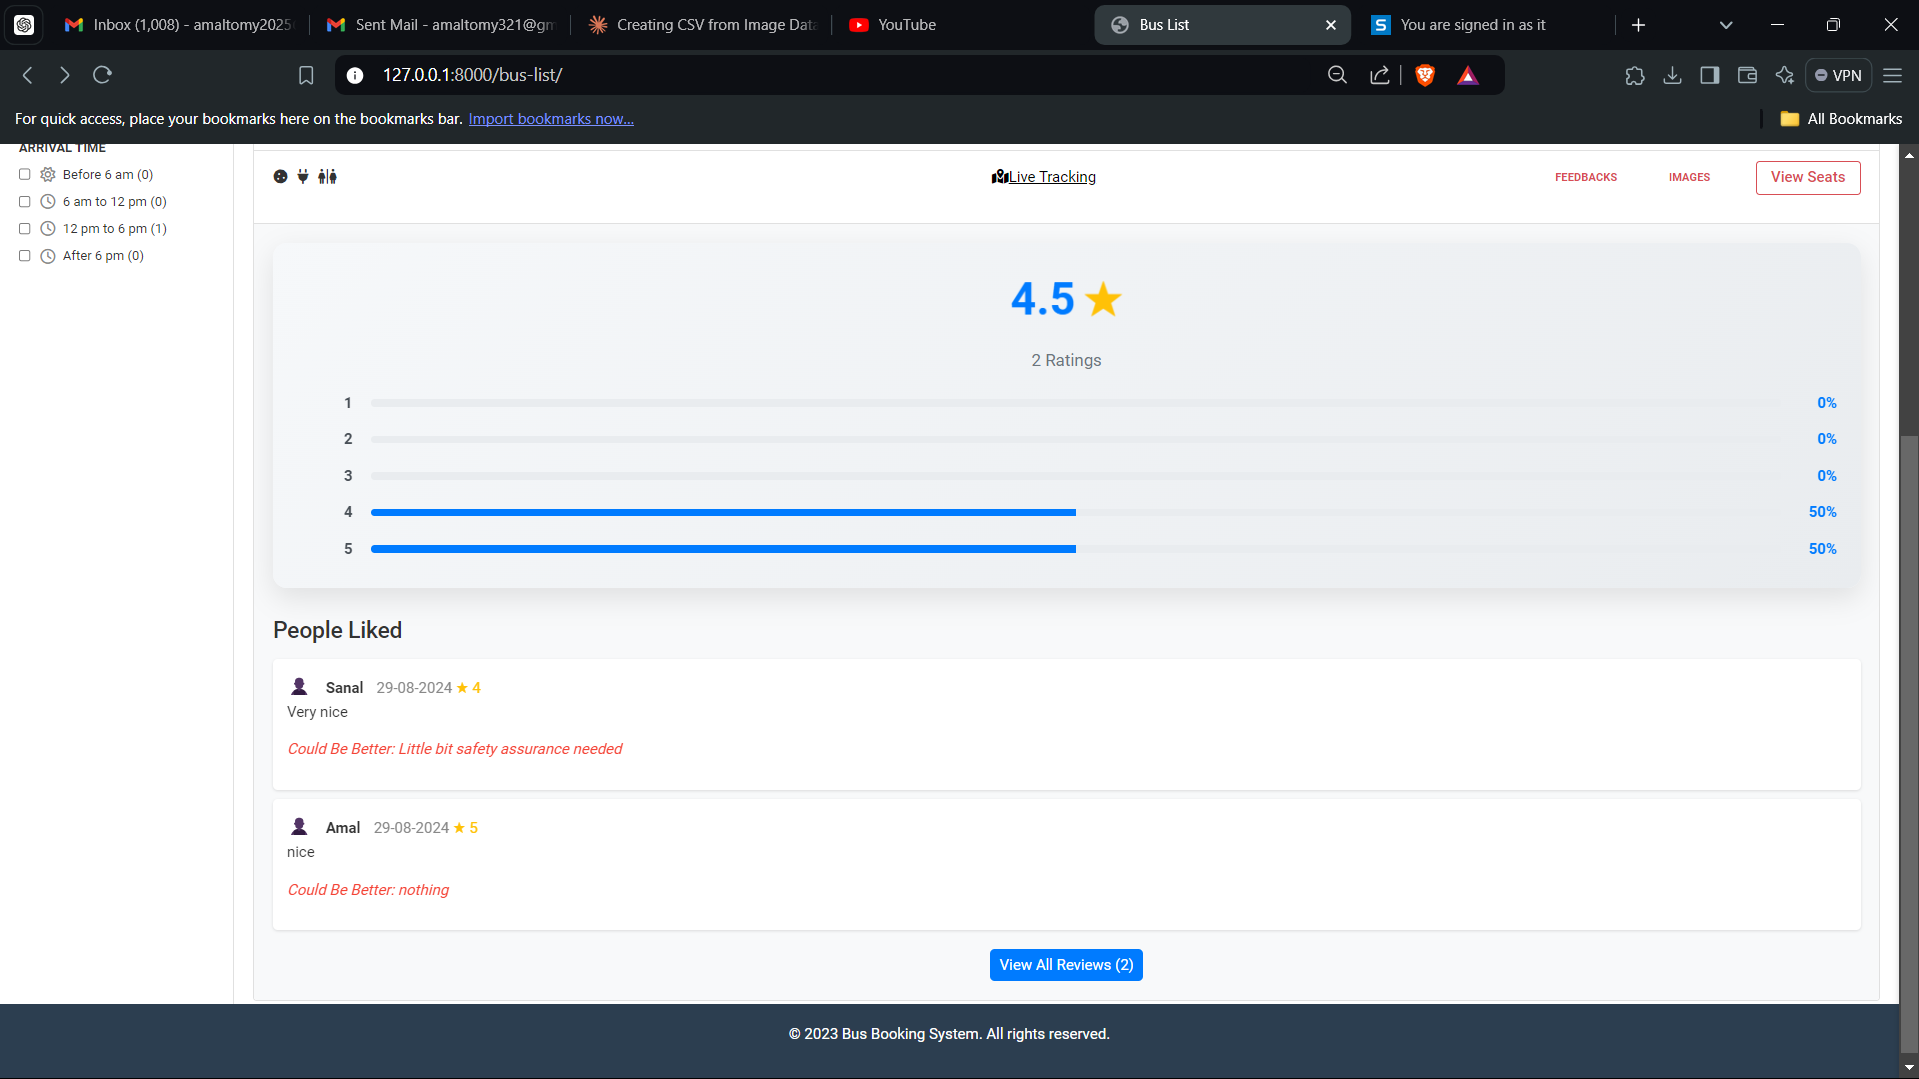 Inbox (1,008) - amaltomy2025
Sent Mail - amaltomy321@gm
Creating CSV from Image Data
YouTube
Bus List
You are signed in as it
127.0.0.1:8000/bus-list/
VPN
For quick access, place your bookmarks here on the bookmarks bar. Import bookmarks now...
All Bookmarks
ARRIVAL TIME
Before 6 am (0)
6 am to 12 pm (0)
12 pm to 6 pm (1)
After 6 pm (0)
Live Tracking
FEEDBACKS
IMAGES
View Seats
4.5
2 Ratings
1 0%
2 0%
3 0%
4 50%
5 50%
People Liked
Sanal 29-08-2024 ★ 4
Very nice
Could Be Better: Little bit safety assurance needed
Amal 29-08-2024 ★ 5
nice
Could Be Better: nothing
View All Reviews (2)
© 2023 Bus Booking System. All rights reserved.